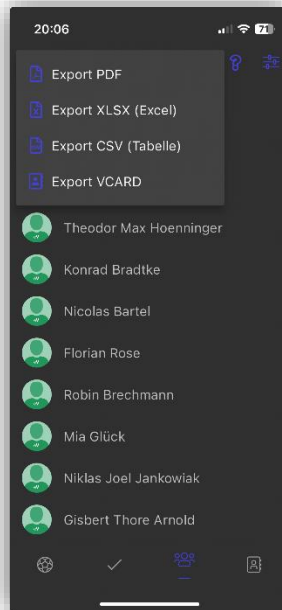 20:06
71
Export PDF
Export XLSX (Excel)
Export CSV (Tabelle)
Export VCARD
Theodor Max Hoenninger
Konrad Bradtke
Nicolas Bartel
Florian Rose
Robin Brechmann
Mia Glück
Niklas Joel Jankowiak
Gisbert Thore Arnold